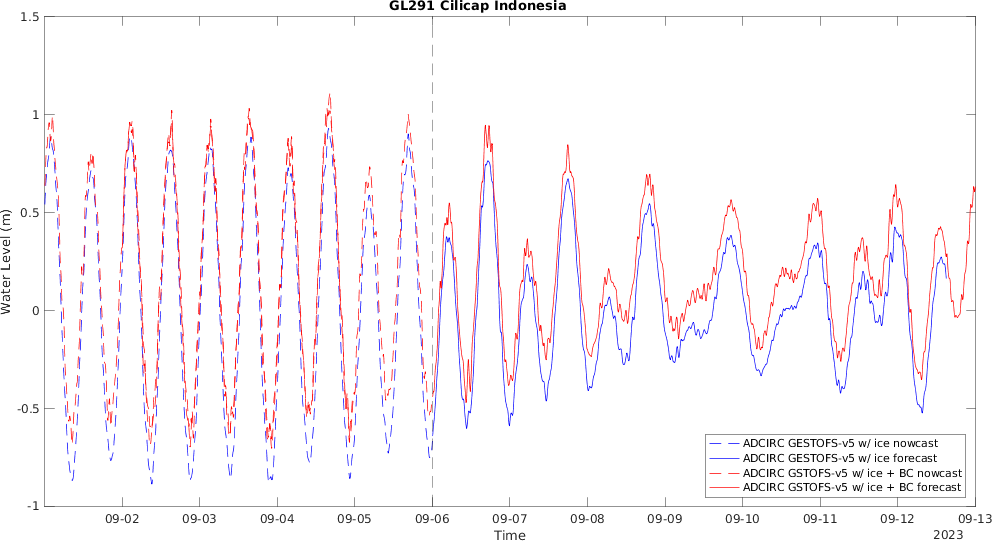 GL291 Cilicap Indonesia
1.5
1
0.5
0
-0.5
-1
Water Level (m)
09-02 09-03 09-04 09-05 09-06 09-07 09-08 09-09 09-10 09-11 09-12 09-13
Time
2023
ADCIRC GESTOFS-v5 w/ ice nowcast
ADCIRC GESTOFS-v5 w/ ice forecast
ADCIRC GSTOFS-v5 w/ ice + BC nowcast
ADCIRC GSTOFS-v5 w/ ice + BC forecast